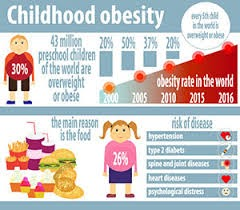 Childhood obesity
every 5th child
in the world
is overweight
or obese
30%
43 million
preschool children
of the world are
overweight
or obese
20% 50% 37% 20%
obesity rate in the world
2000 2005 2010 2015 2016
the main reason
is the food
26%
risk of disease
hypertension
type 2 diabets
spine and joint diseases
heart diseases
psychological distress